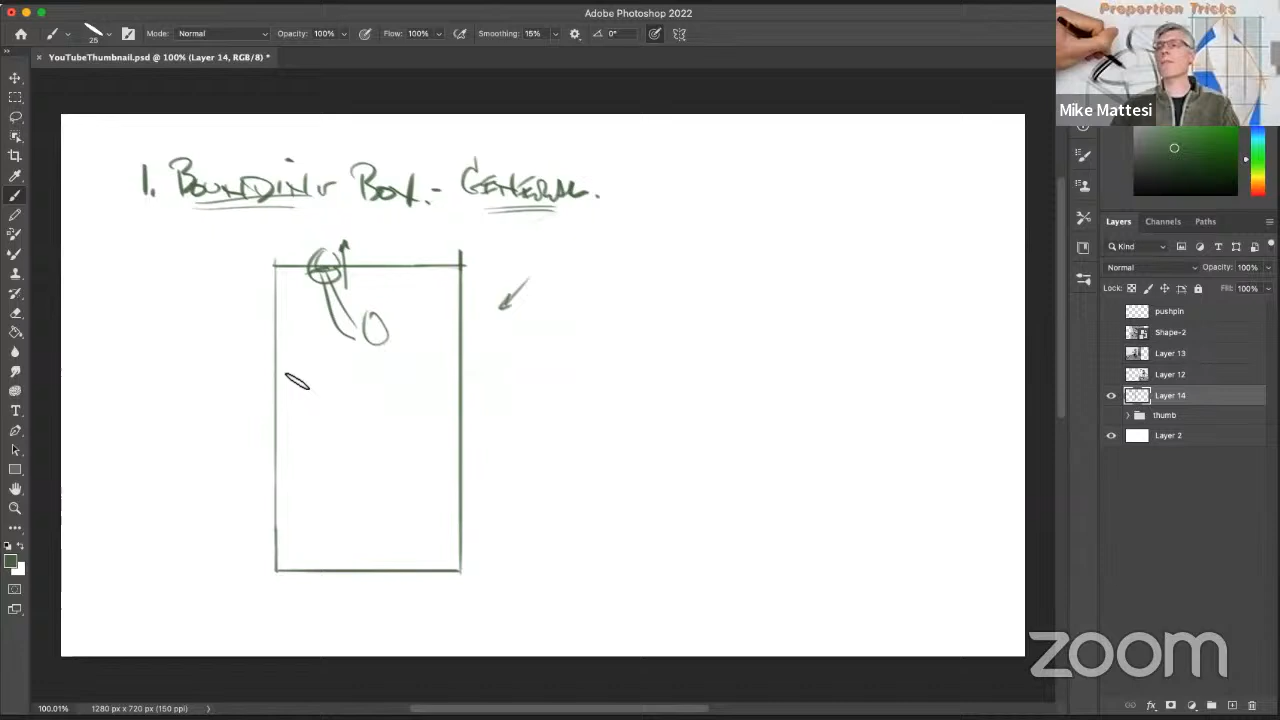 Adobe Photoshop 2022
Proportion Tricks
25
Mode: Normal
Opacity: 100%
Flow: 100%
Smoothing: 15%
0°
× YouTubeThumbnail.psd @ 100% (Layer 14, RGB/8) *
Mike Mattesi
1. BOUNDING BOX. - GENERAL.
Layers Channels Paths
Kind
Normal
Opacity: 100%
Lock:
Fill: 100%
pushpin
Shape-2
Layer 13
Layer 12
Layer 14
thumb
Layer 2
zoom
100.01% 1280 px x 720 px (150 ppi)
fx